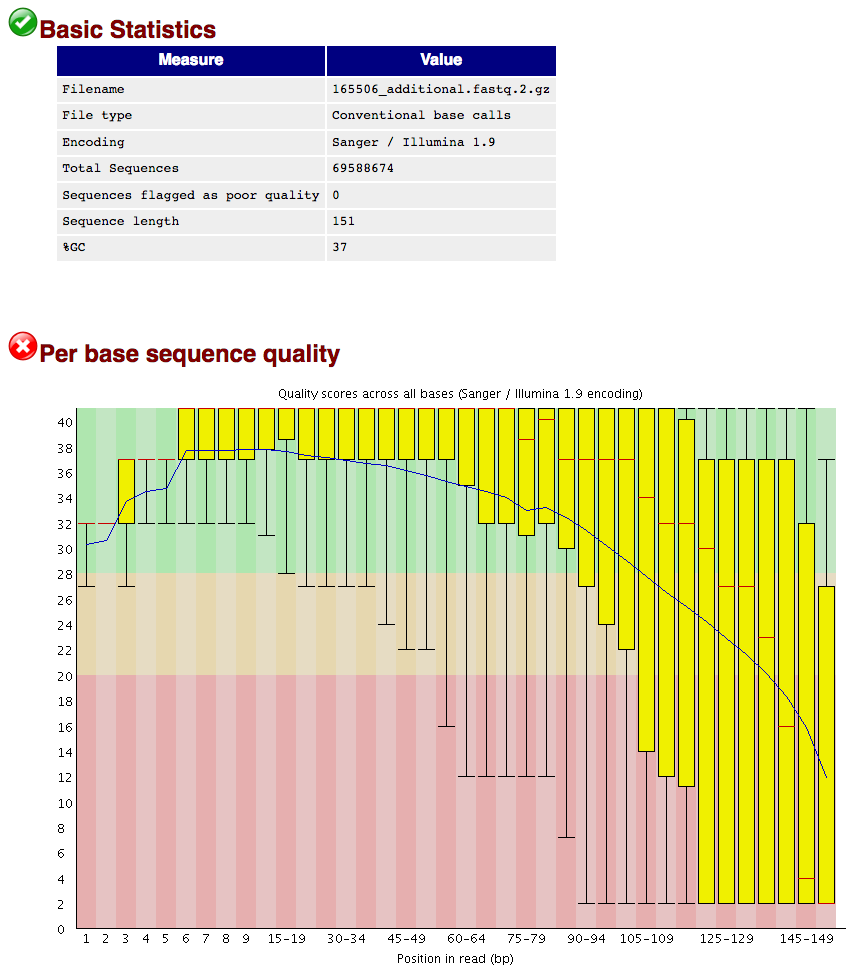 Basic Statistics
Measure Value
Filename 165506_additional.fastq.2.gz
File type Conventional base calls
Encoding Sanger / Illumina 1.9
Total Sequences 69588674
Sequences flagged as poor quality 0
Sequence length 151
%GC 37
Per base sequence quality
Quality scores across all bases (Sanger / Illumina 1.9 encoding)
40
38
36
34
32
30
28
26
24
22
20
18
16
14
12
10
8
6
4
2
0
1 2 3 4 5 6 7 8 9 15-19 30-34 45-49 60-64 75-79 90-94 105-109 125-129 145-149
Position in read (bp)